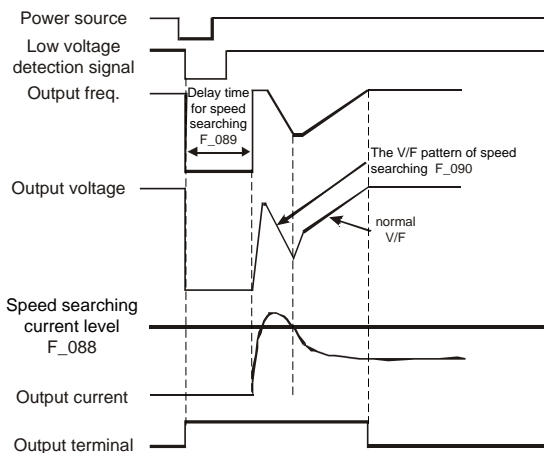 Power source
Low voltage
detection signal
Output freq.
Delay time
for speed
searching
F_089
The V/F pattern of speed
searching F_090
Output voltage
normal
V/F
Speed searching
current level
F_088
Output current
Output terminal